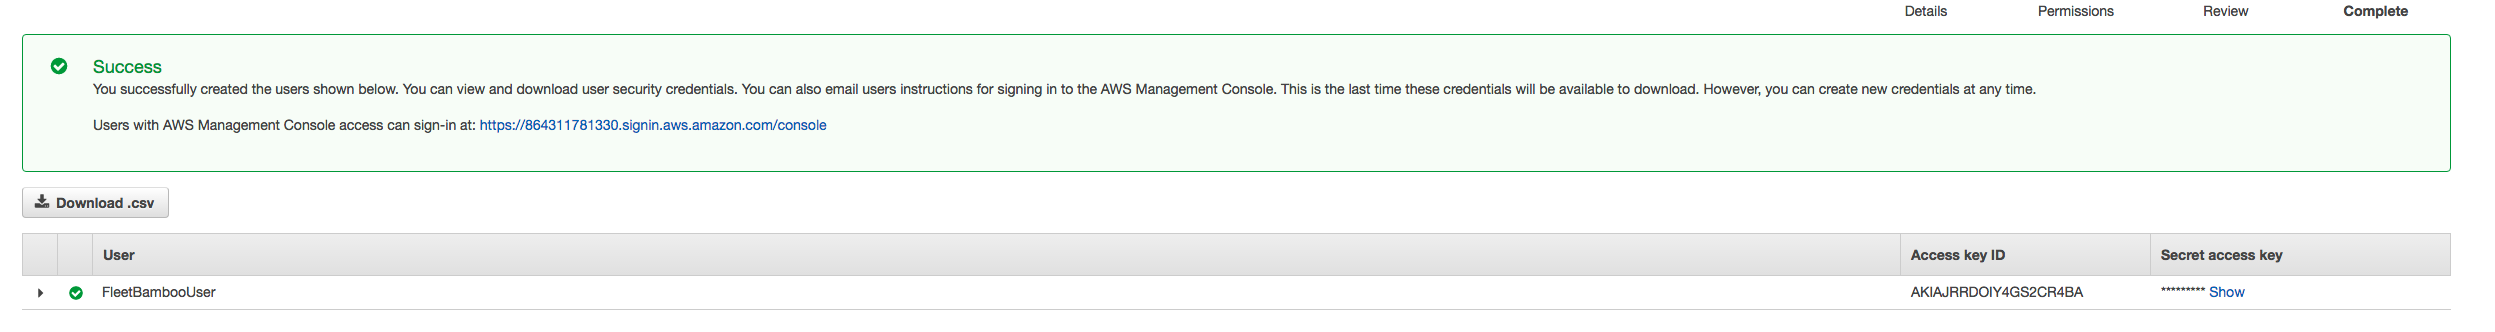 Details Permissions Review Complete
Success
You successfully created the users shown below. You can view and download user security credentials. You can also email users instructions for signing in to the AWS Management Console. This is the last time these credentials will be available to download. However, you can create new credentials at any time.
Users with AWS Management Console access can sign-in at: https://864311781330.signin.aws.amazon.com/console
Download .csv
User Access key ID Secret access key
FleetBambooUser AKIAJRRDOIY4GS2CR4BA ********* Show